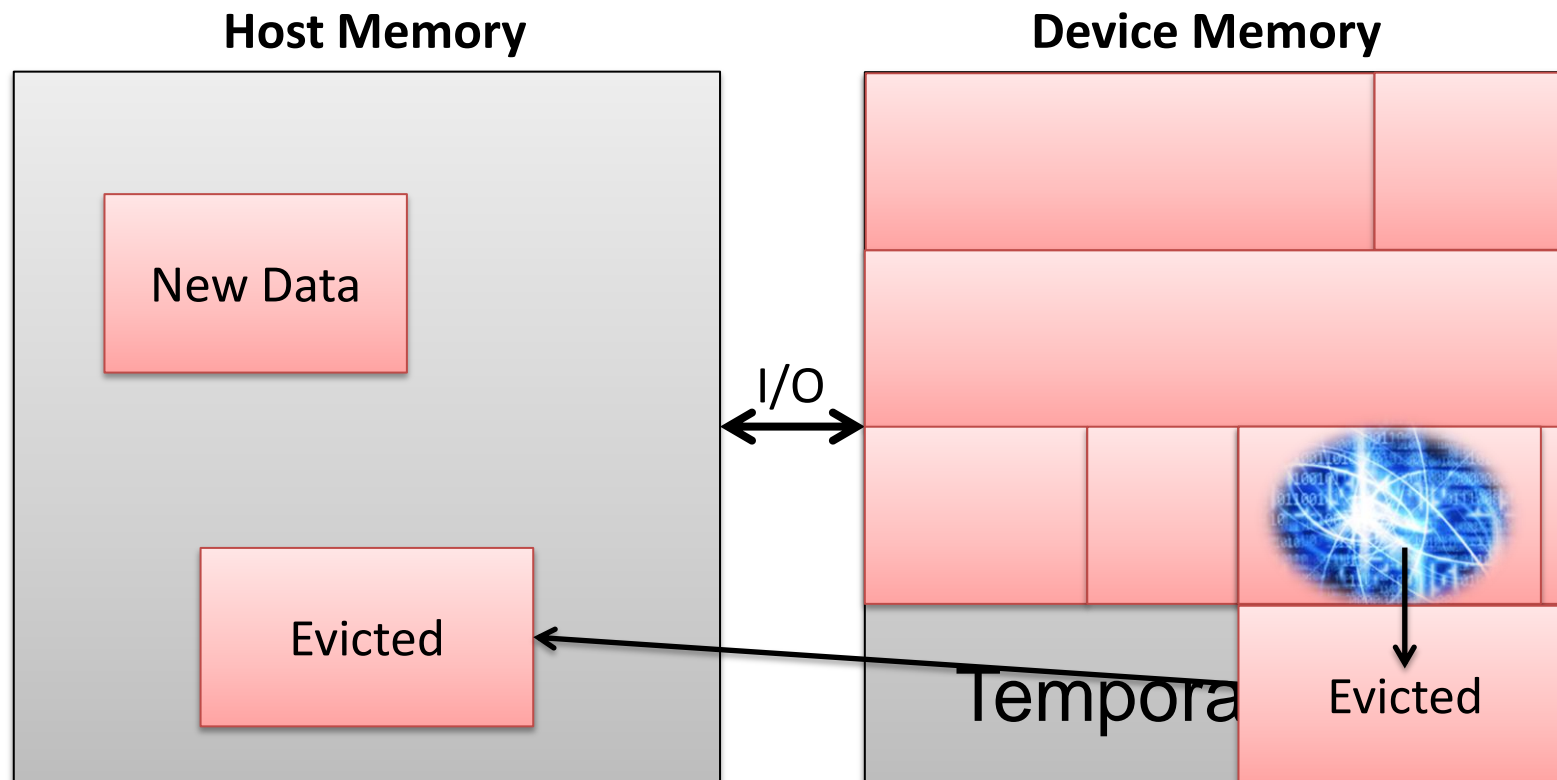 Host Memory
Device Memory
New Data
I/O
Evicted
Tempora
Evicted